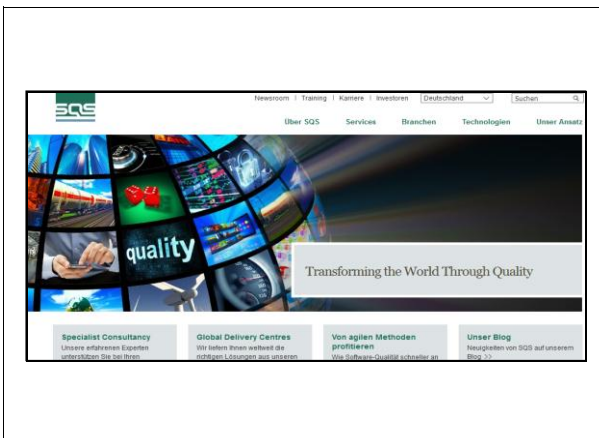 SQS
Newsroom | Training | Karriere | Investoren Deutschland Suchen
Über SQS Services Branchen Technologien Unser Ansatz
quality
Transforming the World Through Quality
Specialist Consultancy
Unsere erfahrenen Experten
unterstützen Sie bei Ihren
Global Delivery Centres
Wir liefern Ihnen weltweit die
richtigen Lösungen aus unseren
Von agilen Methoden
profitieren
Wie Software-Qualität schneller an
Unser Blog
Neuigkeiten von SQS auf unserem
Blog >>